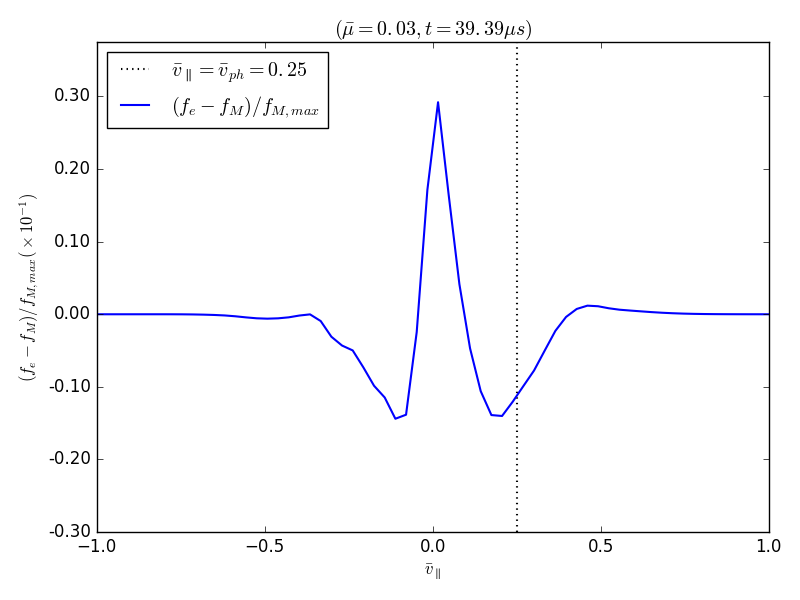 (μ̄ = 0.03, t = 39.39μs)
v̄∥ = v̄ph = 0.25
(fe − fM)/fM,max
0.30
0.20
0.10
0.00
-0.10
-0.20
-0.30
(fe − fM)/fM,max(×10⁻¹)
−1.0 −0.5 0.0 0.5 1.0
v̄∥